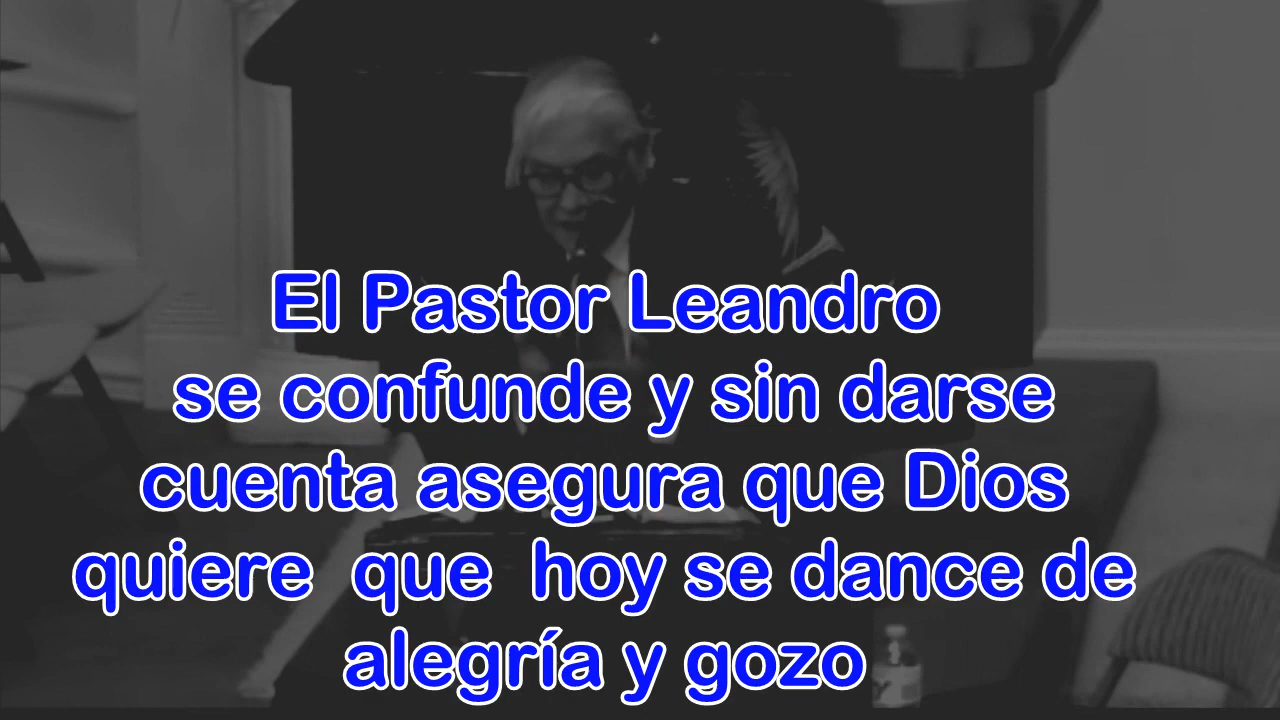 El Pastor Leandro
se confunde y sin darse
cuenta asegura que Dios
quiere  que  hoy se dance de
alegría y gozo